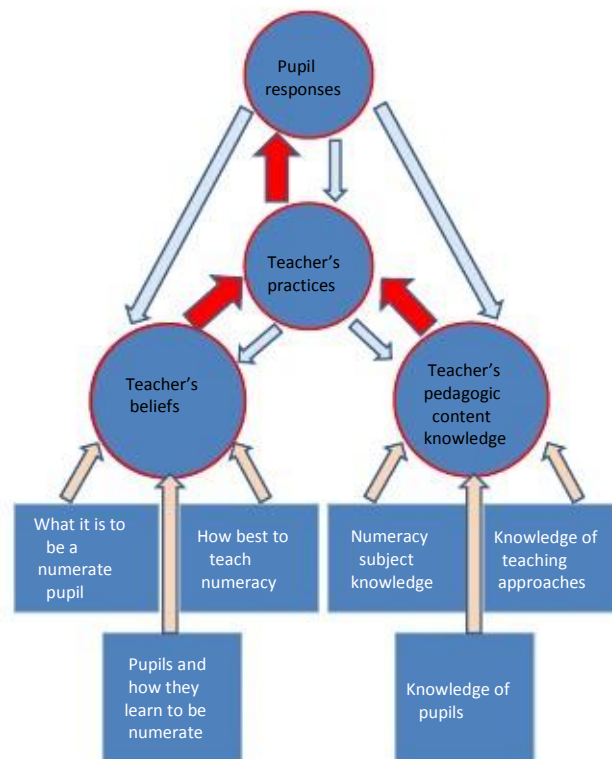 Pupil
responses
Teacher's
practices
Teacher's
beliefs
Teacher's
pedagogic
content
knowledge
What it is to
be a
numerate
pupil
How best to
teach
numeracy
Numeracy
subject
knowledge
Knowledge of
teaching
approaches
Pupils and
how they
learn to be
numerate
Knowledge of
pupils